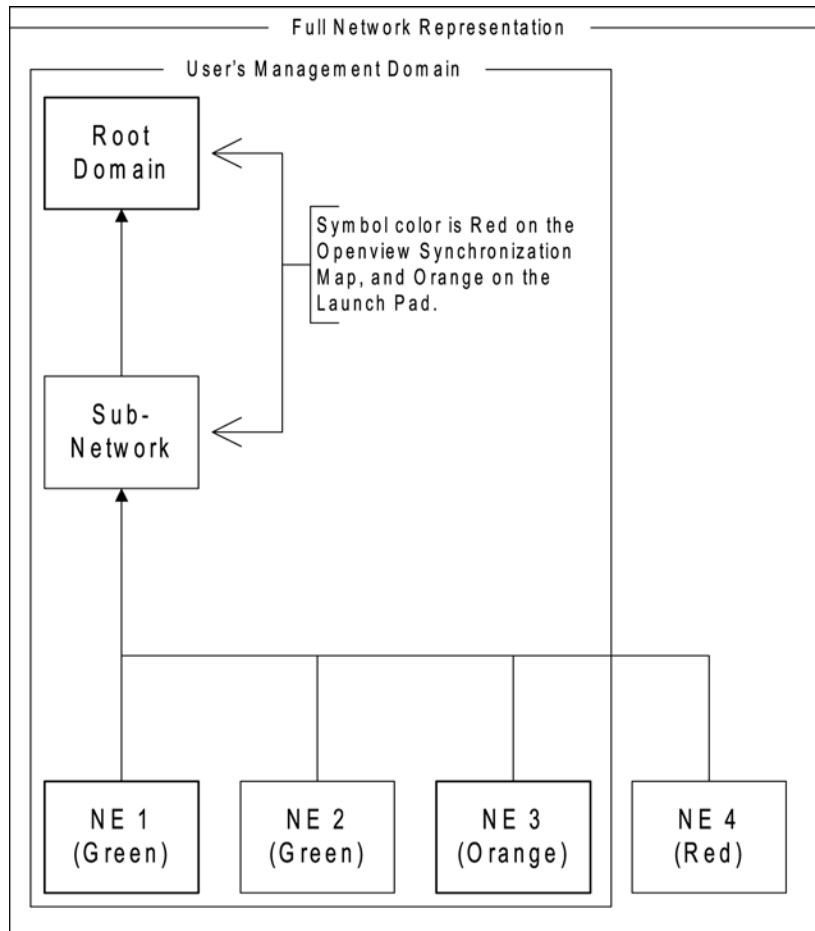 Full Network Representation
User's Management Domain
Root
Domain
Symbol color is Red on the
Openview Synchronization
Map, and Orange on the
Launch Pad.
Sub-
Network
NE 1
(Green)
NE 2
(Green)
NE 3
(Orange)
NE 4
(Red)